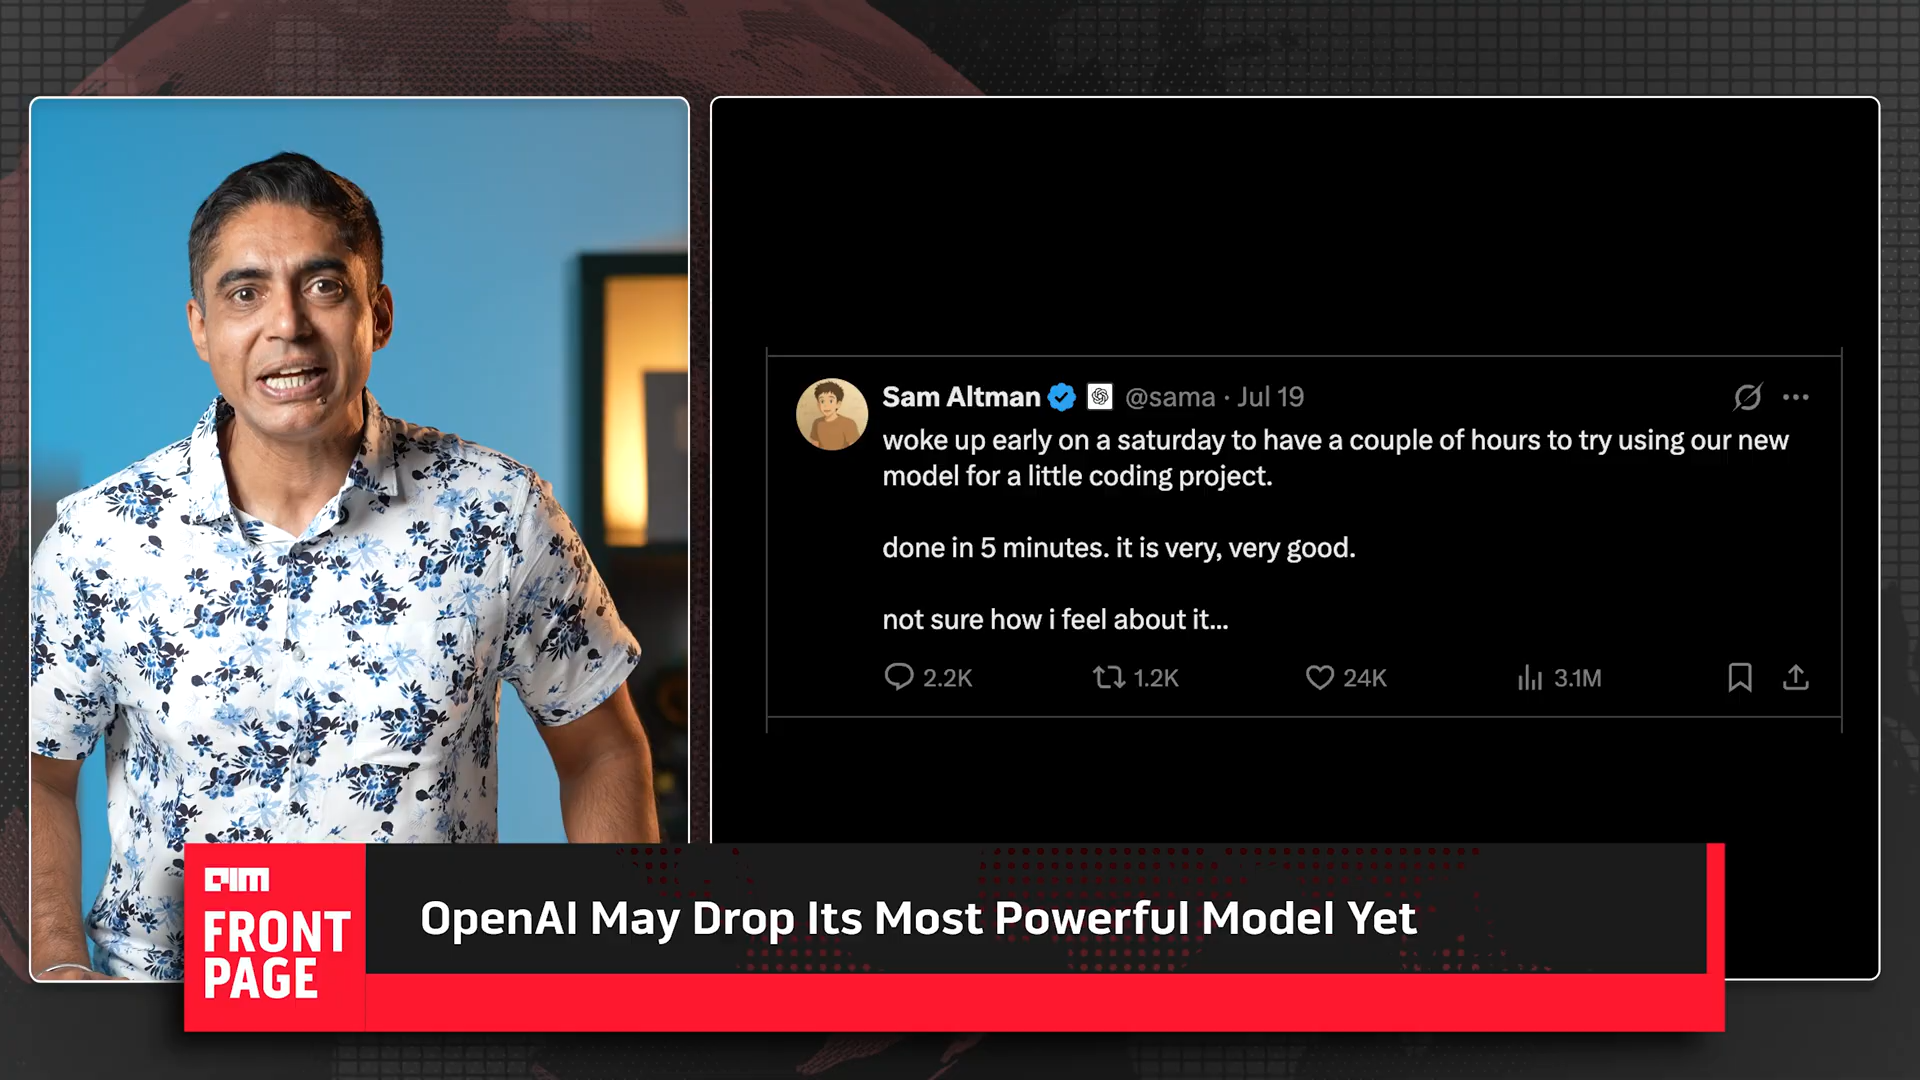 Sam Altman @sama · Jul 19
woke up early on a saturday to have a couple of hours to try using our new
model for a little coding project.
done in 5 minutes. it is very, very good.
not sure how i feel about it...
2.2K 1.2K 24K 3.1M
AIM
FRONT
PAGE
OpenAI May Drop Its Most Powerful Model Yet